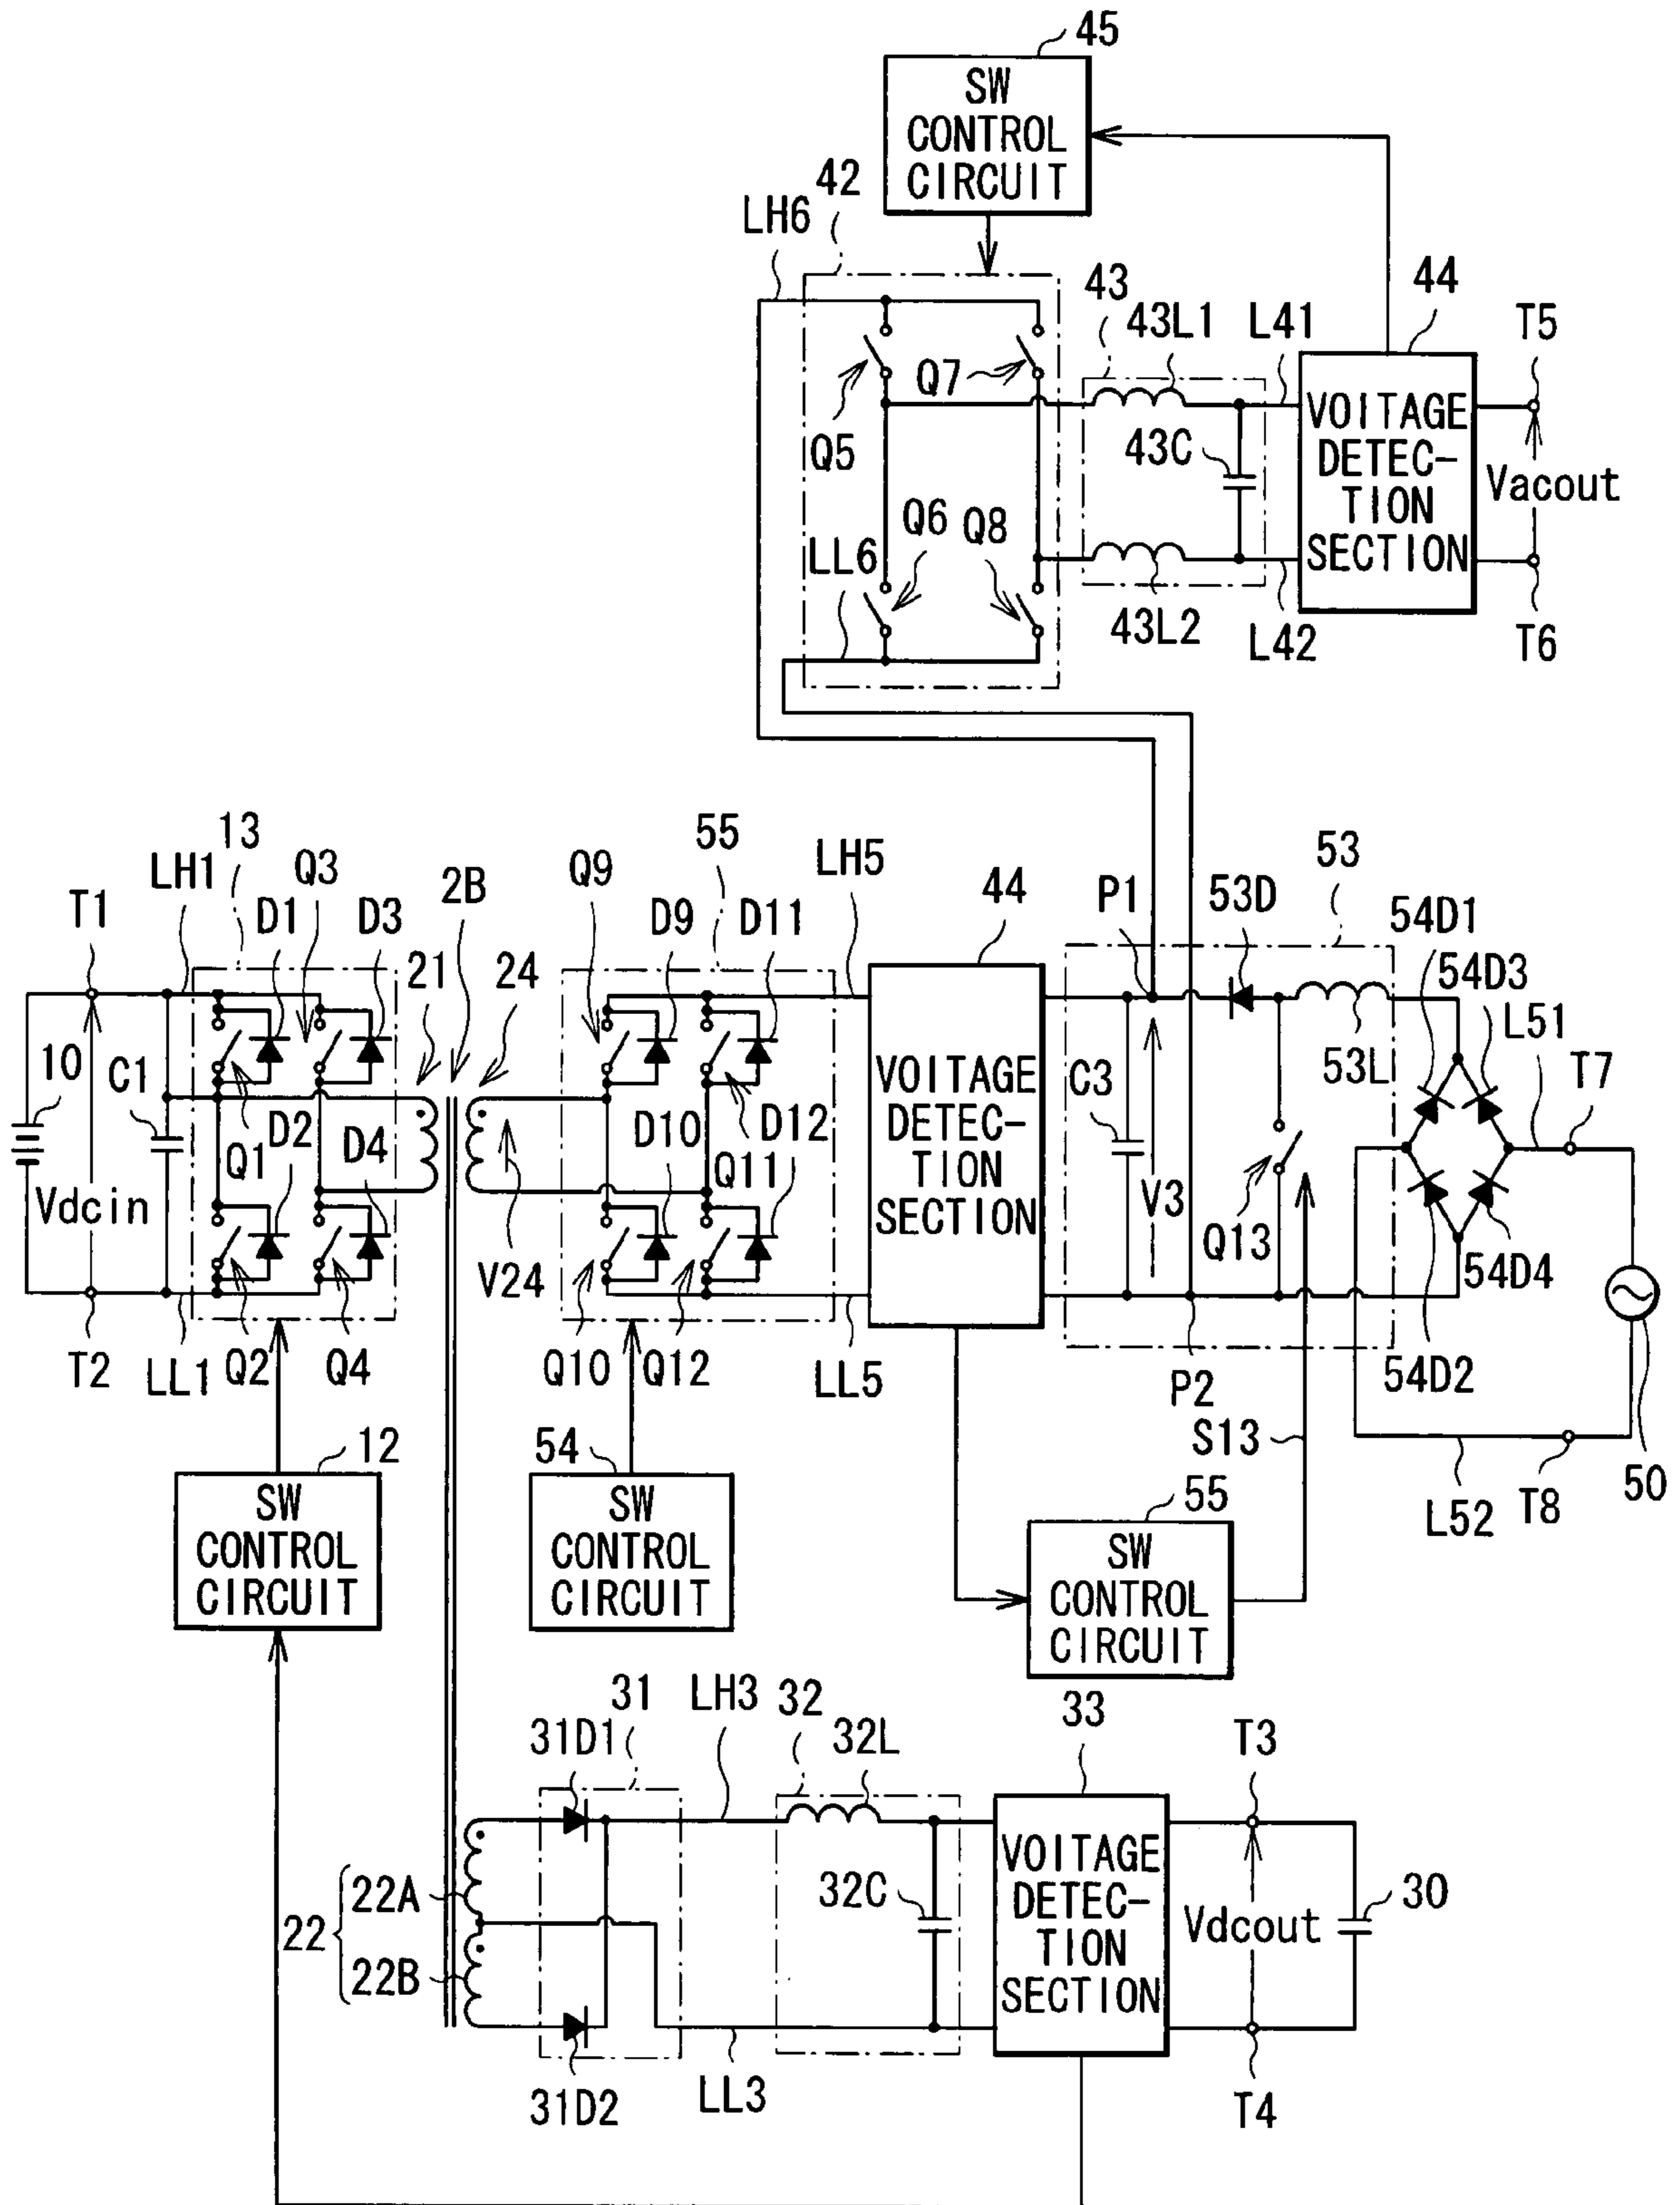 45
SW
CONTROL
CIRCUIT
42
LH6
43
43L1
L41
44
T5
Q5
Q7
43C
VOITAGE
DETEC-
TION
SECTION
Vacout
Q6
Q8
LL6
43L2
L42
T6
13
55
LH1
Q3
2B
Q9
LH5
44
P1
53D
53
54D1
T1
D1
D3
21
24
D9
D11
54D3
L51
T7
10
C1
VOITAGE
DETEC-
TION
SECTION
C3
53L
Q1
D2
D4
D10
D12
Q11
Vdcin
V24
V3
Q13
54D4
T2
LL1
Q2
Q4
Q10
Q12
LL5
P2
54D2
S13
12
SW
CONTROL
CIRCUIT
54
SW
CONTROL
CIRCUIT
55
SW
CONTROL
CIRCUIT
L52
T8
50
31
LH3
32
33
T3
31D1
32L
22
22A
22B
32C
VOITAGE
DETEC-
TION
SECTION
Vdcout
30
31D2
LL3
T4